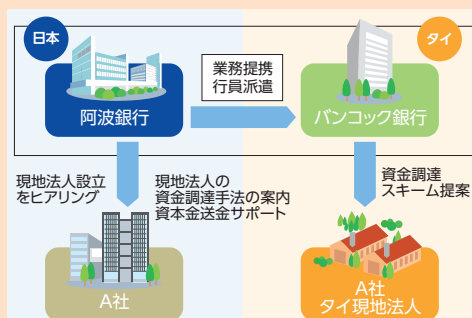 日本
タイ
業務提携
行員派遣
阿波銀行
バンコック銀行
現地法人設立
をヒアリング
現地法人の
資金調達手法の案内
資本金送金サポート
資金調達
スキーム提案
A社
A社
タイ現地法人